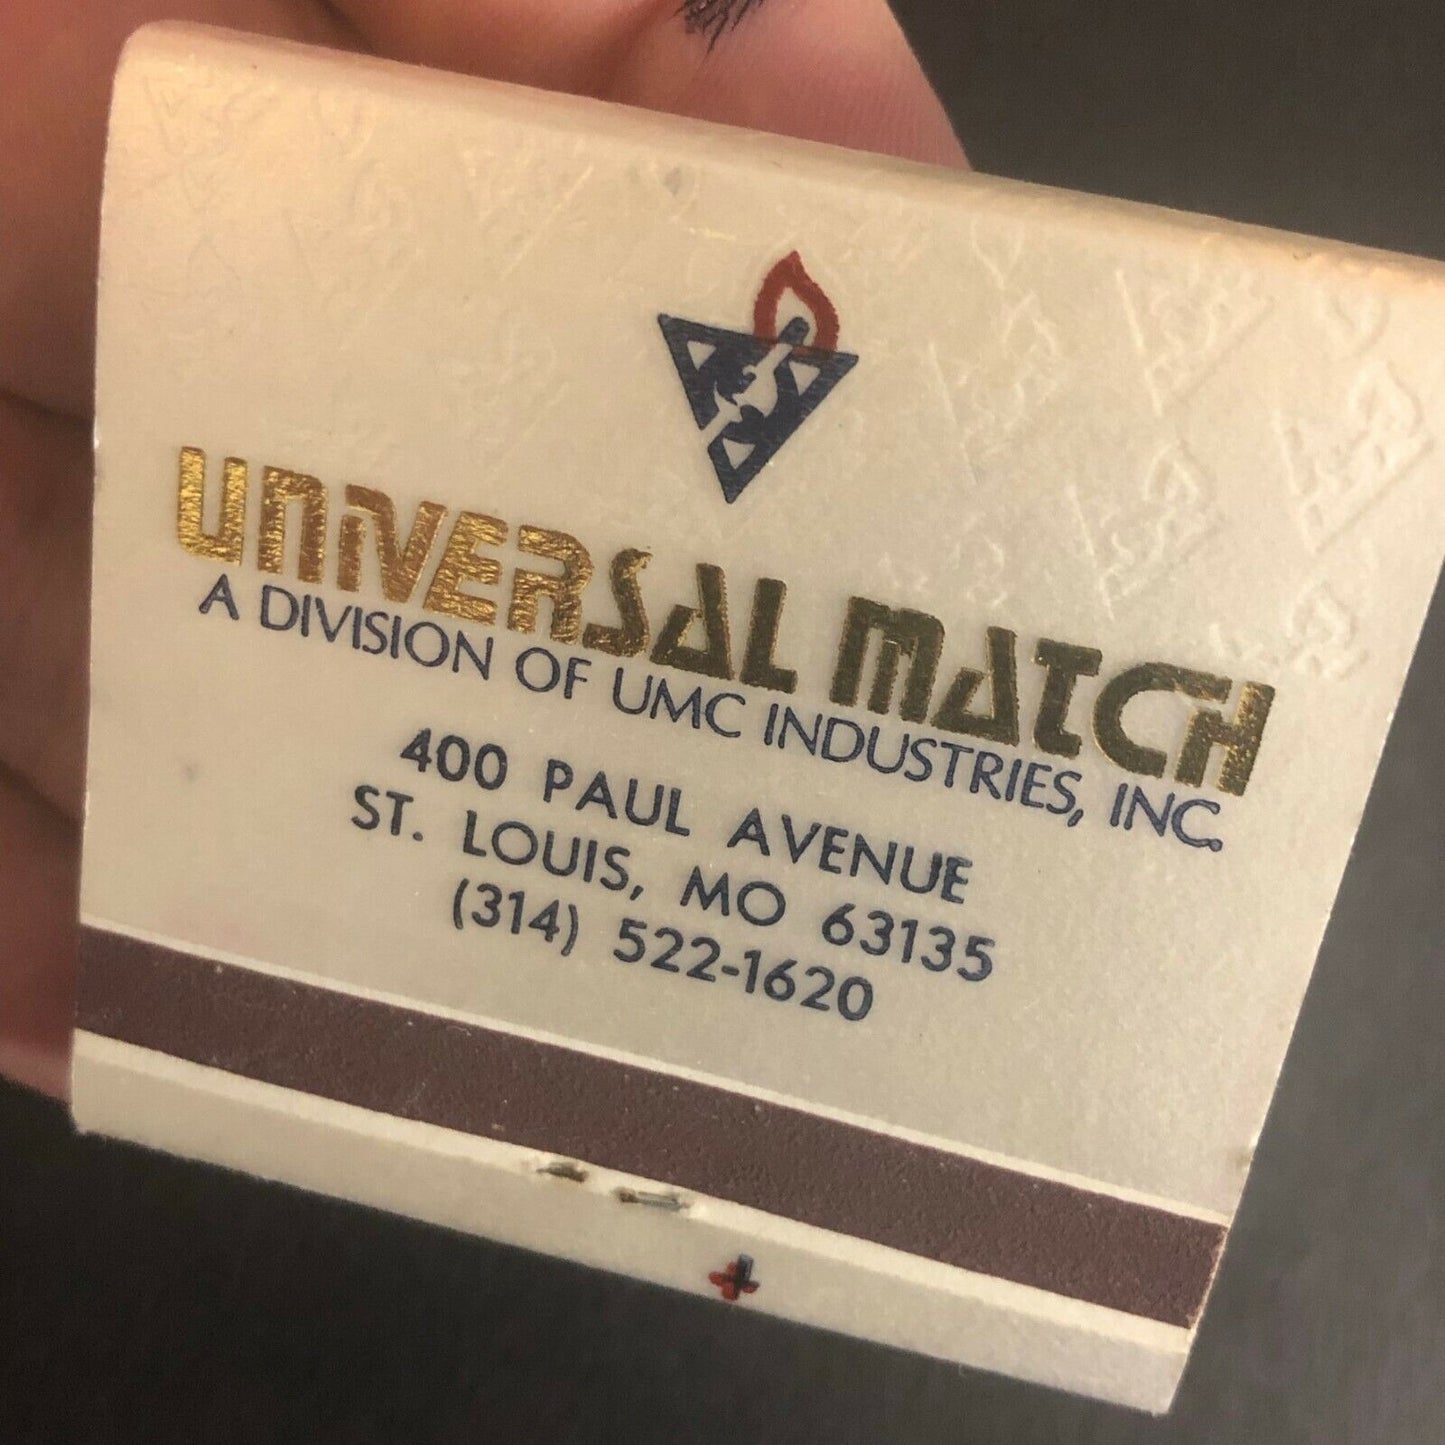 UNIVERSAL MATCH
A DIVISION OF UMC INDUSTRIES, INC.
400 PAUL AVENUE
ST. LOUIS, MO 63135
(314) 522-1620